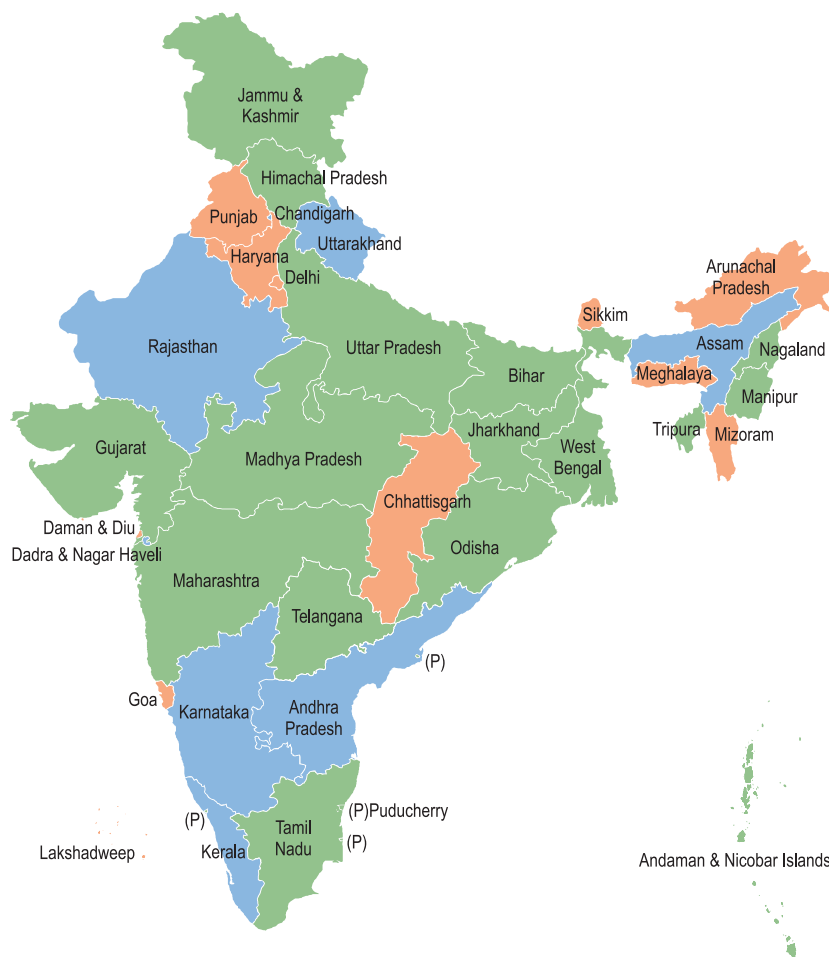 Jammu &
Kashmir
Himachal Pradesh
Punjab
Chandigarh
Uttarakhand
Haryana
Delhi
Arunachal
Pradesh
Sikkim
Rajasthan
Uttar Pradesh
Assam
Nagaland
Bihar
Meghalaya
Manipur
Gujarat
Jharkhand
Tripura
Mizoram
Madhya Pradesh
West
Bengal
Chhattisgarh
Daman & Diu
Dadra & Nagar Haveli
Odisha
Maharashtra
Telangana
(P)
Goa
Karnataka
Andhra
Pradesh
(P)
(P)Puducherry
Tamil
Nadu
(P)
Lakshadweep
Kerala
Andaman & Nicobar Islands